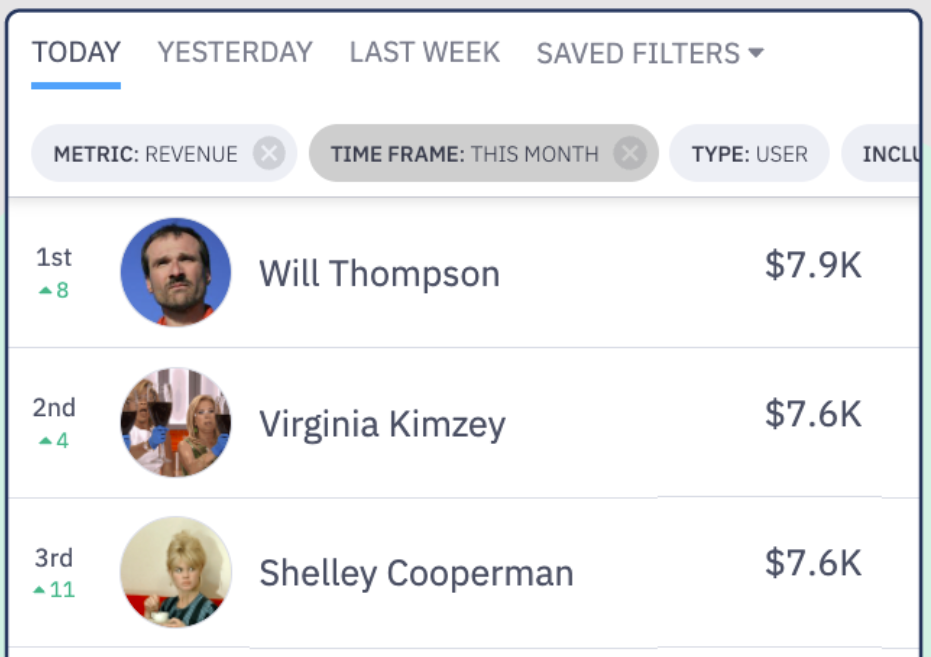 TODAY YESTERDAY LAST WEEK SAVED FILTERS
METRIC: REVENUE TIME FRAME: THIS MONTH TYPE: USER INCLU
1st
8
Will Thompson $7.9K
2nd
4
Virginia Kimzey $7.6K
3rd
11
Shelley Cooperman $7.6K